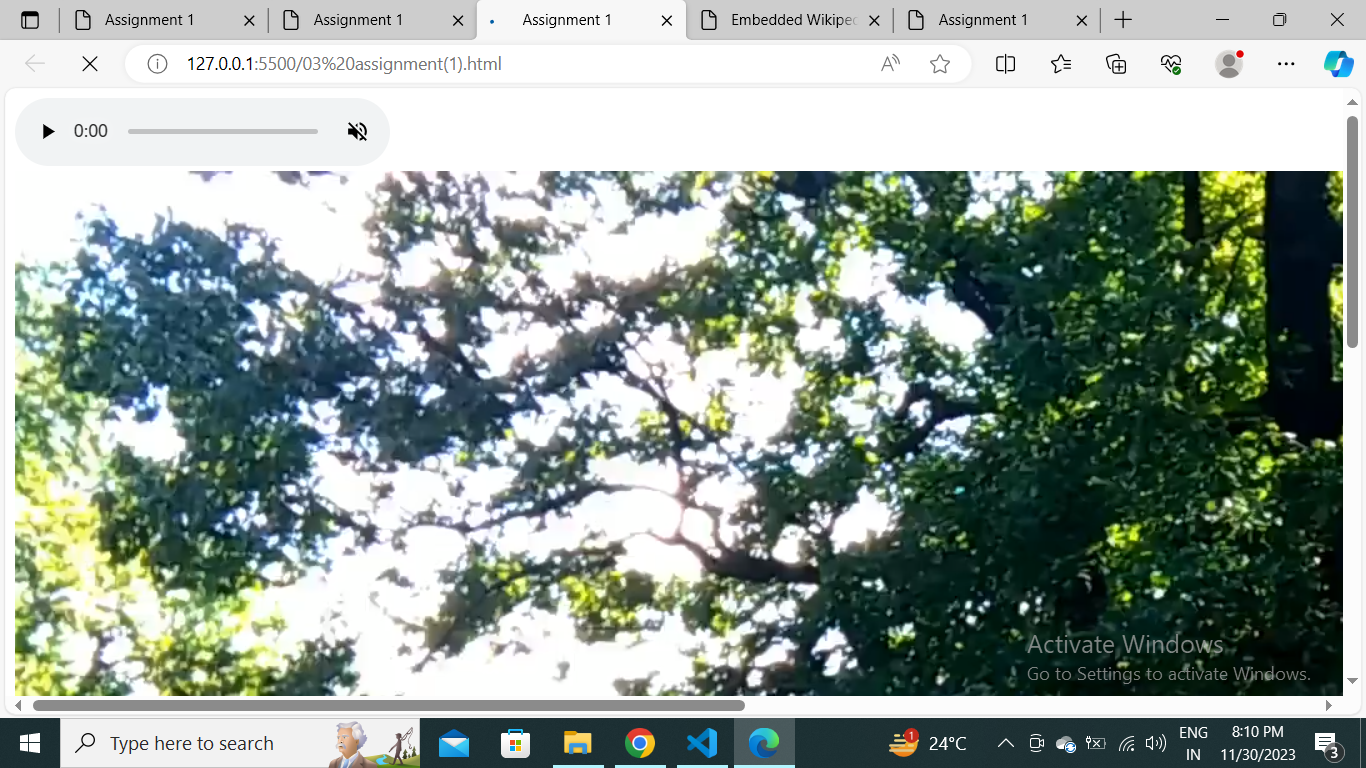 Assignment 1
Assignment 1
Assignment 1
Embedded Wikiped
Assignment 1
127.0.0.1:5500/03%20assignment(1).html
0:00
Activate Windows
Go to Settings to activate Windows.
Type here to search
1
24°C
ENG
IN
8:10 PM
11/30/2023
3